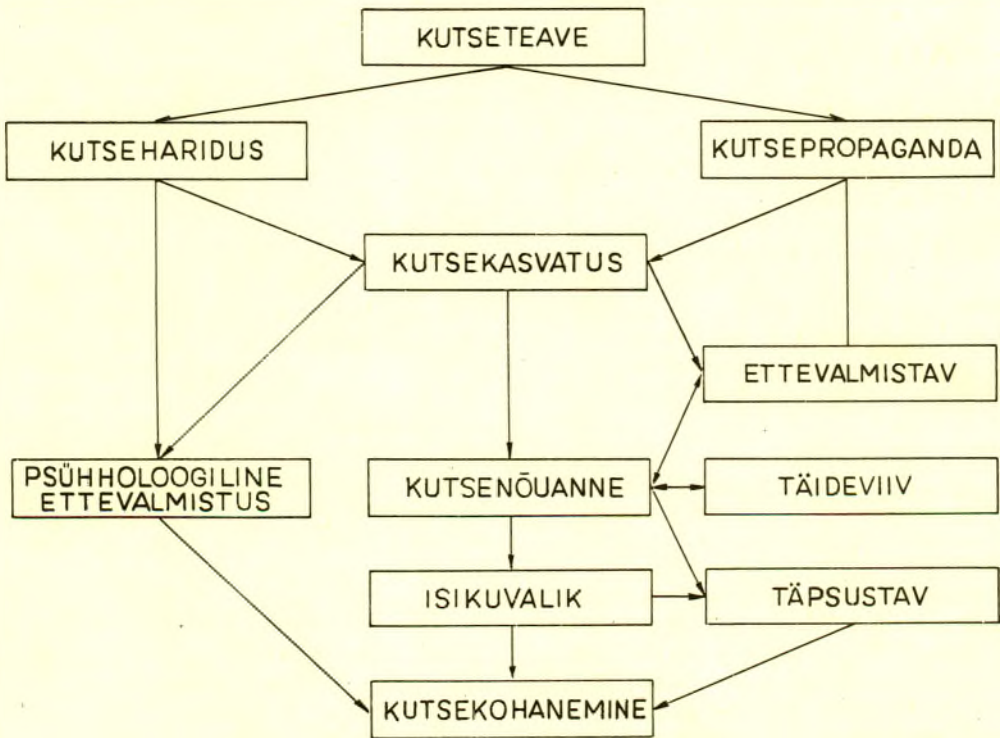 KUTSETEAVE
KUTSEHARIDUS
KUTSEPROPAGANDA
KUTSEKASVATUS
ETTEVALMISTAV
PSÜHHOLOOGILINE
ETTEVALMISTUS
KUTSENÕUANNE
TÄIDEVIIV
ISIKUVALIK
TÄPSUSTAV
KUTSEKOHANEMINE